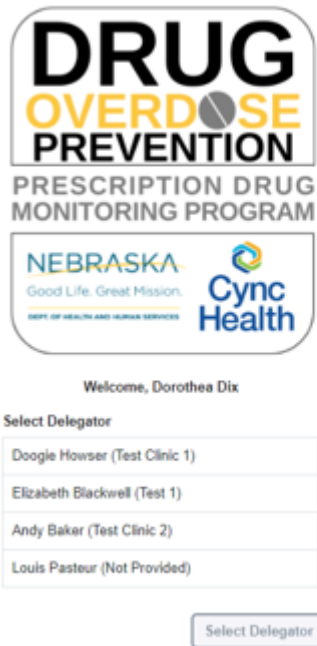 DRUG
OVERDOSE
PREVENTION
PRESCRIPTION DRUG
MONITORING PROGRAM
NEBRASKA
Good Life. Great Mission.
DEPT. OF HEALTH AND HUMAN SERVICES
Cync
Health
Welcome, Dorothea Dix
Select Delegator
Doogie Howser (Test Clinic 1)
Elizabeth Blackwell (Test 1)
Andy Baker (Test Clinic 2)
Louis Pasteur (Not Provided)
Select Delegator